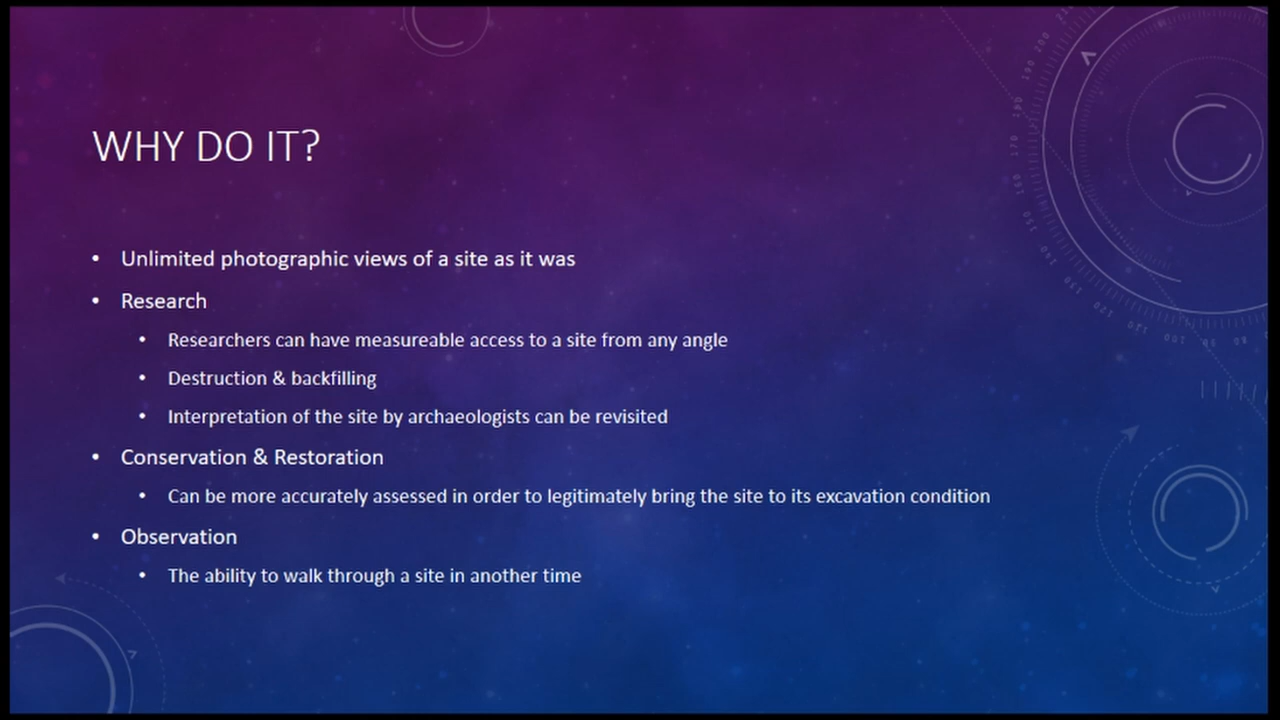 WHY DO IT?
• Unlimited photographic views of a site as it was
• Research
• Researchers can have measureable access to a site from any angle
• Destruction & backfilling
• Interpretation of the site by archaeologists can be revisited
• Conservation & Restoration
• Can be more accurately assessed in order to legitimately bring the site to its excavation condition
• Observation
• The ability to walk through a site in another time